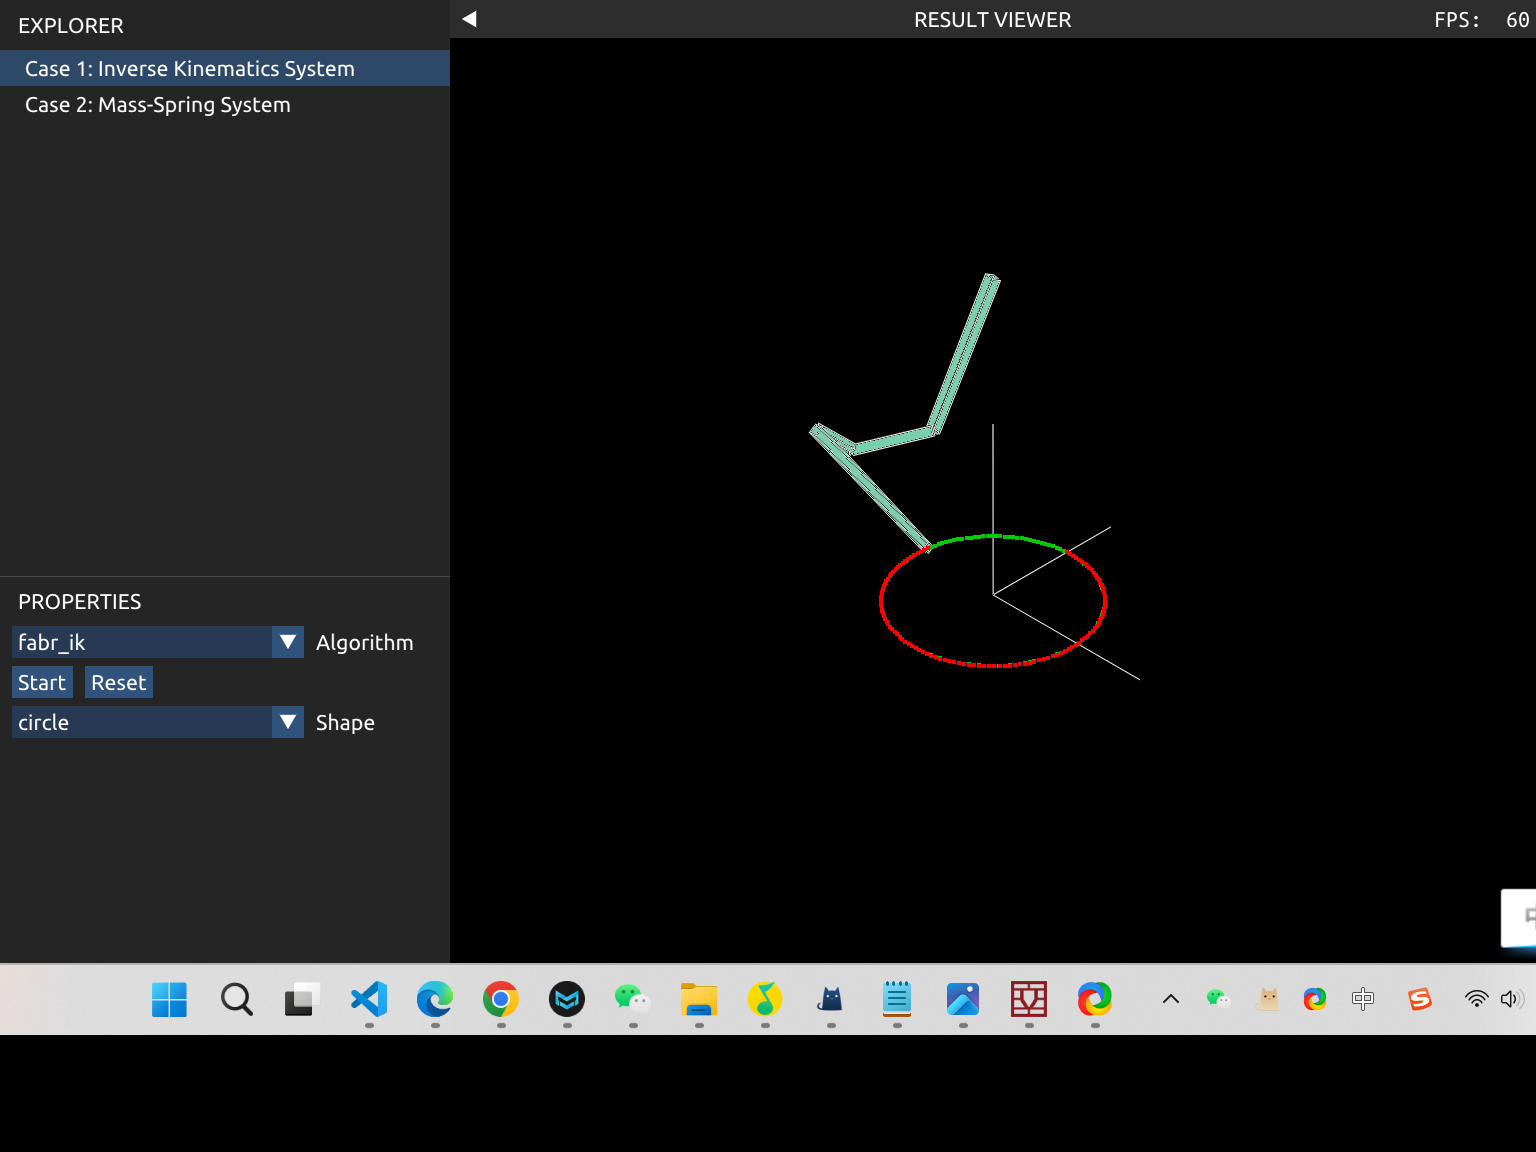 EXPLORER
RESULT VIEWER
FPS: 60
Case 1: Inverse Kinematics System
Case 2: Mass-Spring System
PROPERTIES
fabr_ik
Algorithm
Start
Reset
circle
Shape
中